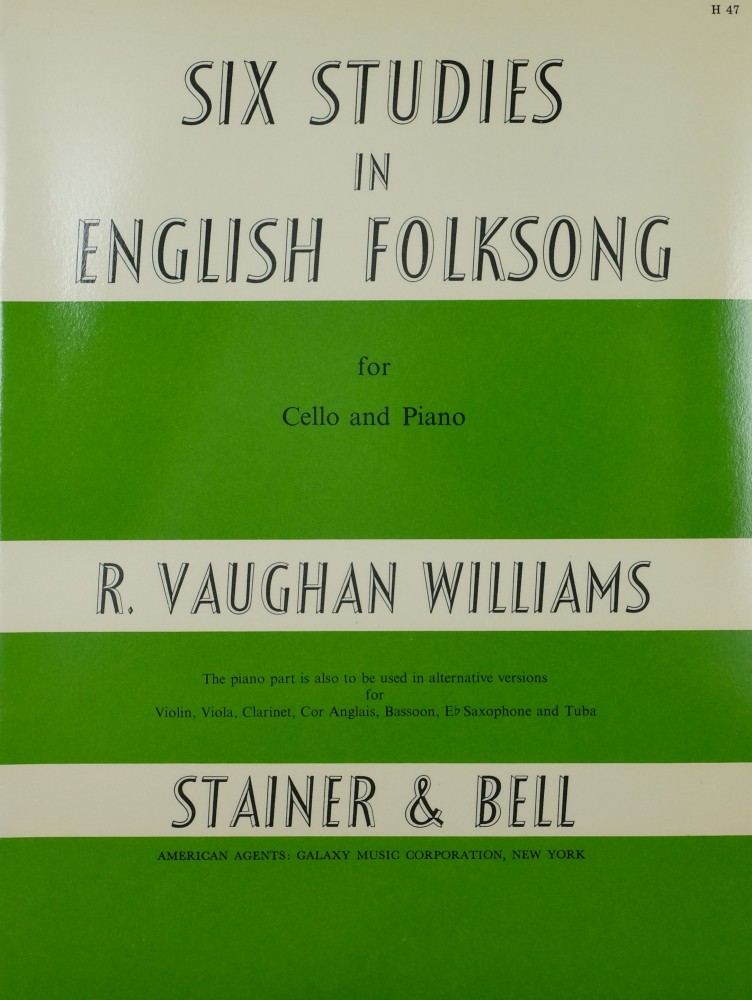 H 47
SIX STUDIES
IN
ENGLISH FOLKSONG
for
Cello and Piano
R. VAUGHAN WILLIAMS
The piano part is also to be used in alternative versions
for
Violin, Viola, Clarinet, Cor Anglais, Bassoon, E♭ Saxophone and Tuba
STAINER & BELL
AMERICAN AGENTS: GALAXY MUSIC CORPORATION, NEW YORK